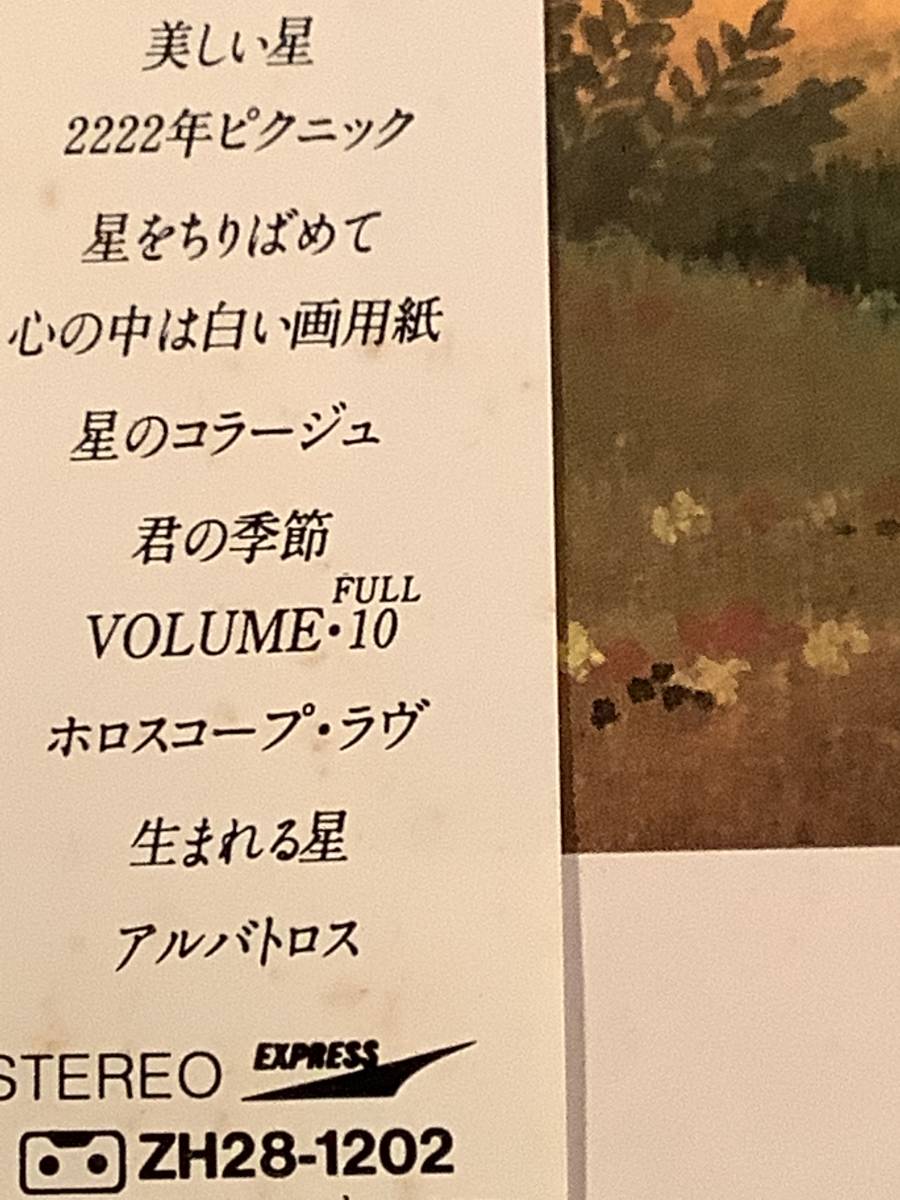 美しい星
2222年ピクニック
星をちりばめて
心の中は白い画用紙
星のコラージュ
君の季節
FULL
VOLUME・10
ホロスコープ・ラヴ
生まれる星
アルバトロス
STEREO EXPRESS
ZH28-1202